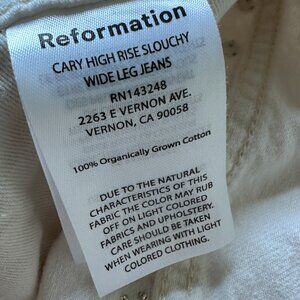 Reformation
CARY HIGH RISE SLOUCHY
WIDE LEG JEANS
RN143248
2263 E VERNON AVE.
VERNON, CA 90058
100% Organically Grown Cotton
DUE TO THE NATURAL
CHARACTERISTICS OF THIS
FABRIC THE COLOR MAY RUB
OFF ON LIGHT COLORED
FABRICS AND UPHOLSTERY.
CARE SHOULD BE TAKEN
WHEN WEARING WITH LIGHT
COLORED CLOTHING.